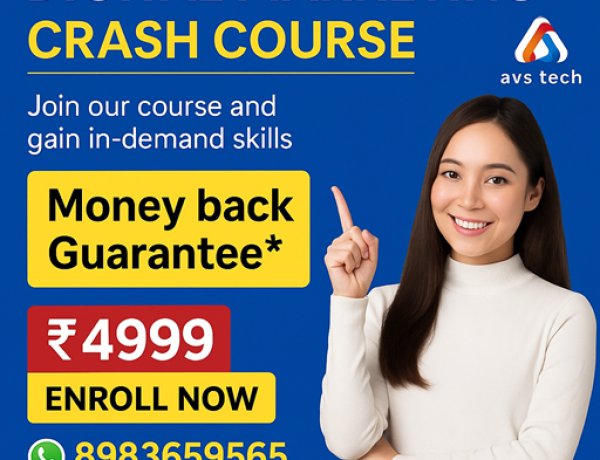 CRASH COURSE
avs tech
Join our course and
gain in-demand skills
Money back
Guarantee*
₹4999
ENROLL NOW
8983659565